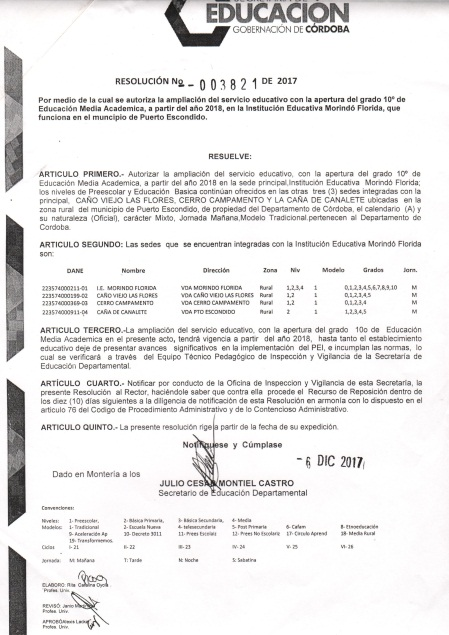 EDUCACIÓN
GOBERNACIÓN DE CÓRDOBA
RESOLUCIÓN No - 003821 DE 2017
Por medio de la cual se autoriza la ampliación del servicio educativo con la apertura del grado 10º de
Educación Media Academica, a partir del año 2018, en la Institución Educativa Morindó Florida, que
funciona en el muncipio de Puerto Escondido.
RESUELVE:
ARTICULO PRIMERO.- Autorizar la ampliación del servicio educativo, con la apertura del grado 10º de
Educación Media Academica, a partir del año 2018 en la sede principal,Institución Educativa Morindó Florida;
los niveles de Preescolar y Educación Basica continúan ofrecidos en las otras tres (3) sedes integradas con la
principal, CAÑO VIEJO LAS FLORES, CERRO CAMPAMENTO Y LA CAÑA DE CANALETE ubicadas en
la zona rural del municipio de Puerto Escondido, de propiedad del Departamento de Córdoba, el calendario (A) y
su naturaleza (Oficial), carácter Mixto, Jornada Mañana,Modelo Tradicional.pertenecen al Departamento de
Cordoba.
ARTICULO SEGUNDO: Las sedes que se encuentran integradas con la Institución Educativa Morindó Florida
son:
DANE Nombre Dirección Zona Niv Modelo Grados Jorn.
223574000211-01 I.E. MORINDO FLORIDA VDA MORINDO FLORIDA Rural 1,2,3,4 1 0,1,2,3,4,5,6,7,8,9,10 M
223574000199-02 CAÑO VIEJO LAS FLORES VDA CAÑO VIEJO LAS FLORES Rural 1,2 1 0,1,2,3,4,5 M
223574000369-03 CERRO CAMPAMENTO VDA CERRO CAMPAMENTO Rural 1,2 1 0,1,2,3,4 M
223574000911-04 CAÑA DE CANALETE VDA PTO ESCONDIDO Rural 2 1 1,2,3,4,5 M
ARTICULO TERCERO.-La ampliación del servicio educativo, con la apertura del grado 10o de Educación
Media Academica en el presente acto, tendrá vigencia a partir del año 2018, hasta tanto el establecimiento
educativo deje de presentar avances significativos en la implementación del PEI, e incumplan las normas, lo
cual se verificará a través del Equipo Técnico Pedagógico de Inspección y Vigilancia de la Secretaría de
Educación Departamental.
ARTÍCULO CUARTO.- Notificar por conducto de la Oficina de Inspeccion y Vigilancia de esta Secretaría, la
presente Resolución al Rector, haciéndole saber que contra ella procede el Recurso de Reposición dentro de
los diez (10) días siguientes a la diligencia de notificación de esta Resolución en armonía con lo dispuesto en el
artículo 76 del Codigo de Procedimiento Administrativo y de lo Contencioso Administrativo.
ARTICULO QUINTO.- La presente resolución rige a partir de fecha de su expedición.
Notifíquese y Cúmplase
Dado en Montería a los - 6 DIC 2017
JULIO CESAR MONTIEL CASTRO
Secretario de Educación Departamental
Convenciones:
Niveles: 1- Preescolar, 2- Básica Primaria, 3- Básica Secundaria, 4- Media
Modelos: 1- Tradicional 2- Escuela Nueva 4- telesecundaria 5- Post Primaria 6- Cafam 8- Etnoeducación
9- Aceleración Ap 10- Decreto 3011 11- Prees Escolais 12- Prees No Escolariz 17- Círculo Aprend 18- Media Rural
19- Transformemos.
Ciclos I- 21 II- 22 III- 23 IV- 24 V- 25 VI- 26
Jornada: M: Mañana T: Tarde N: Noche S: Sabatina
ELABORO: Rita. Catalina
Profes. Univ.
REVISÓ: Janio
Profes. Univ.
APROBO